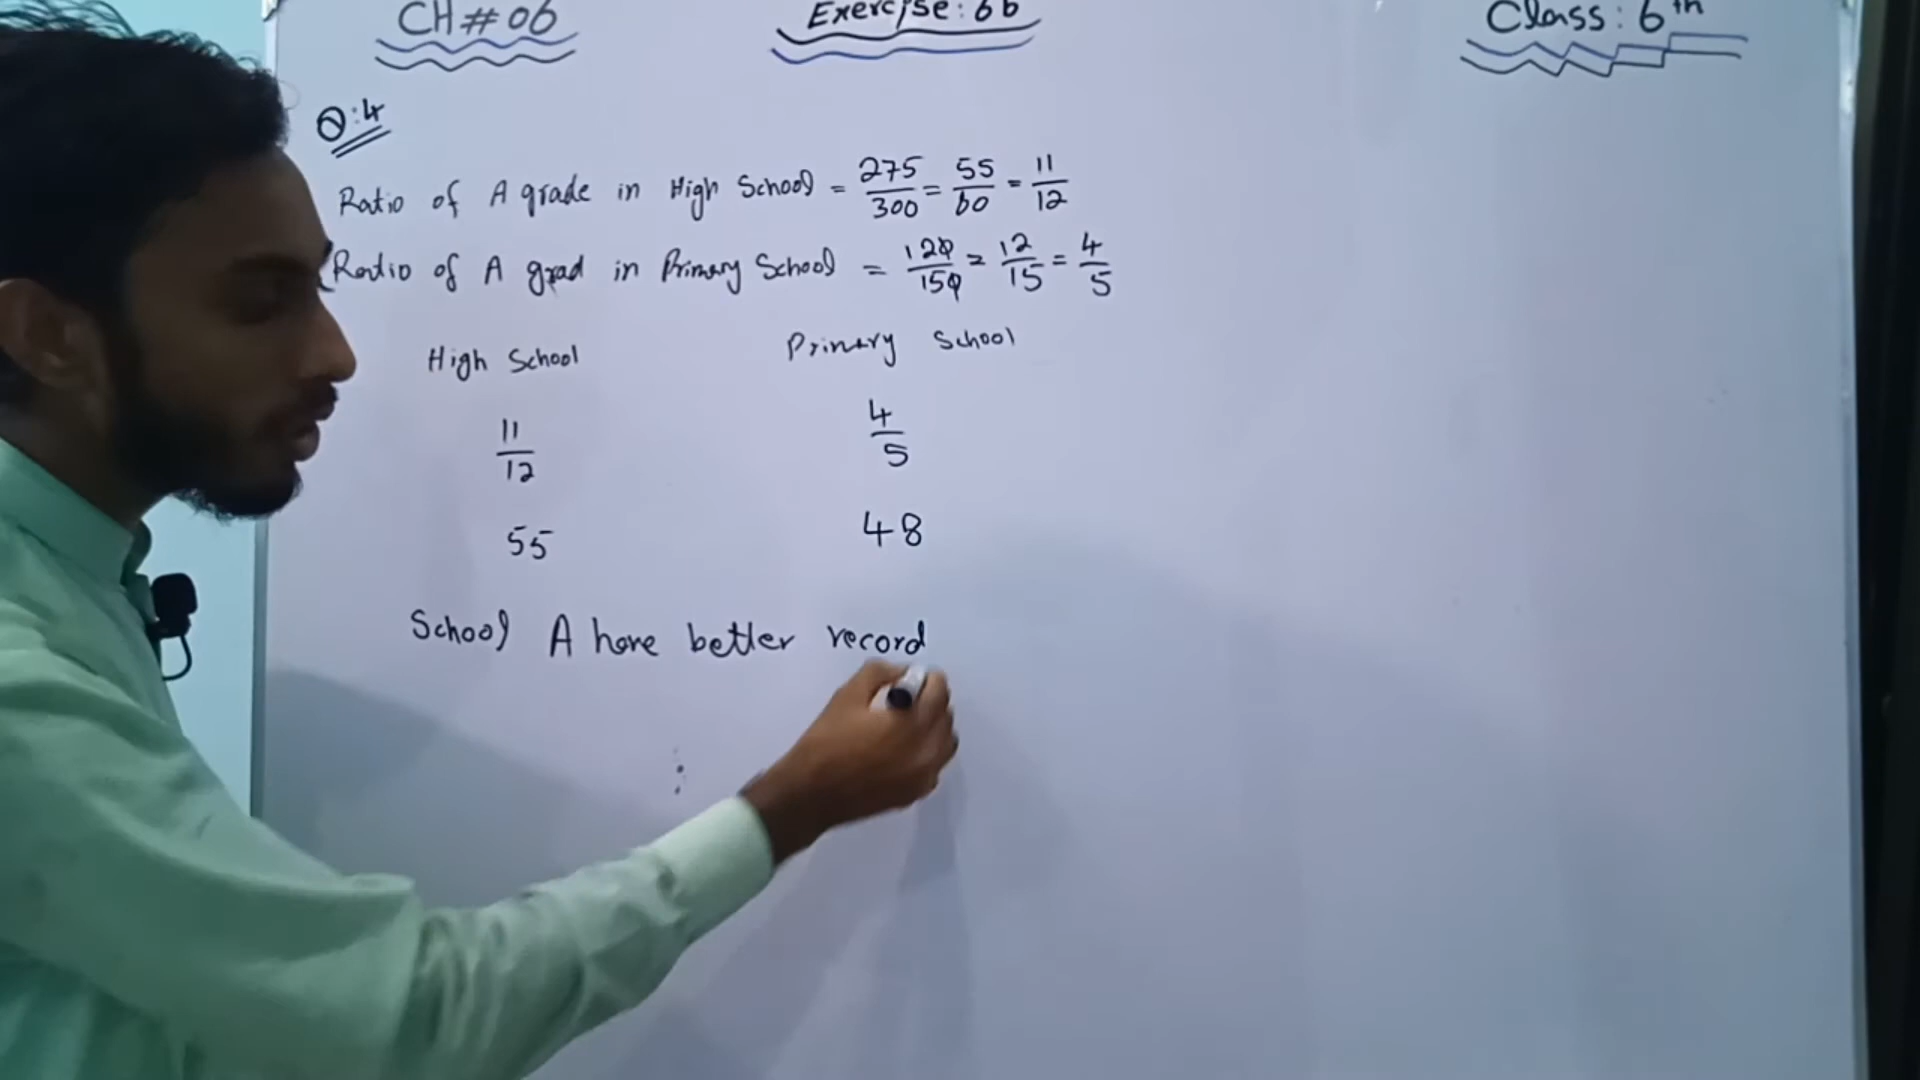 CH # 06
Exercise: 6b
Class: 6th
Q:4
Ratio of A grade in High School = 275/300 = 55/60 = 11/12
Ratio of A grad in Primary School = 120/150 = 12/15 = 4/5
High School
Primary School
11/12
4/5
55
48
School A have better record